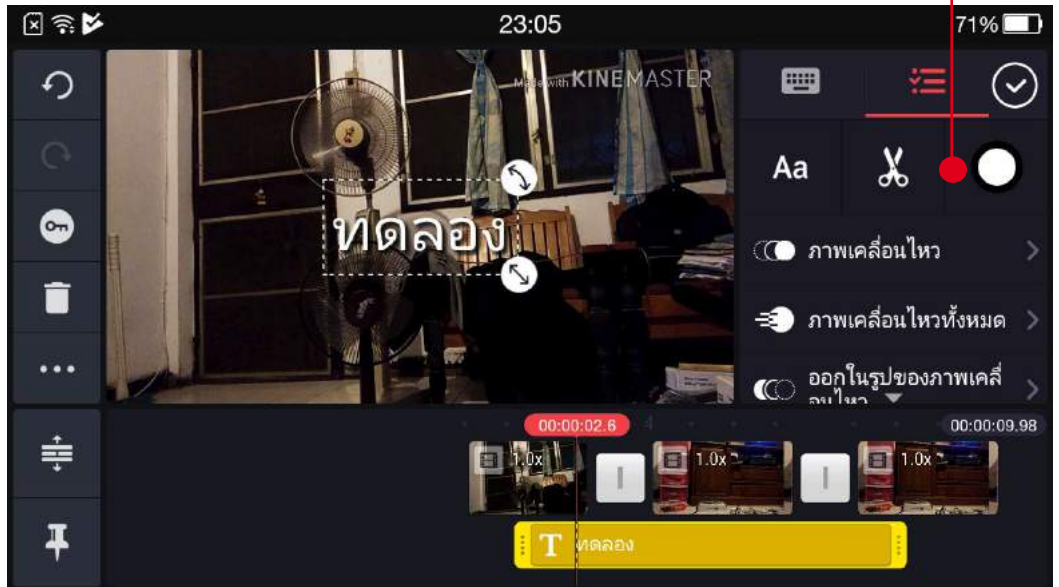 23:05
71%
Made with KINEMASTER
Aa
ทดลอง
ภาพเคลื่อนไหว
ภาพเคลื่อนไหวทั้งหมด
ออกในรูปของภาพเคลื่
อนไหว
00:00:02.6
00:00:09.98
1.0x
1.0x
1.0x
T ทดลอง